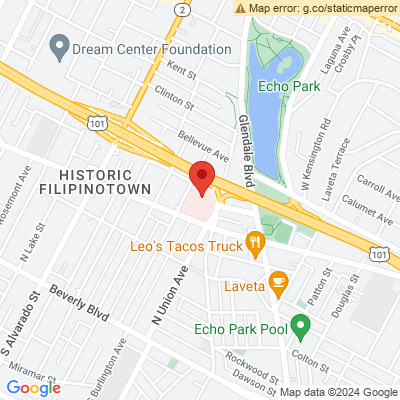 Bad map error: g.co/staticmaperror
2
Dream Center Foundation
Kent St
Clinton St
Echo Park
Laguna Ave
Crosby Pl
101
Bellevue Ave
Glendale Blvd
W Kensington Rd
Laveta Terrace
Carroll Ave
Calumet Ave
HISTORIC
FILIPINOTOWN
Rosemont Ave
N Lake St
Leo's Tacos Truck
101
Laveta
Patton St
Douglas St
N Union Ave
Beverly Blvd
S Alvarado St
Echo Park Pool
Colton St
Rockwood St
Dawson St
S Burlington Ave
Miramar St
Google
Map data ©2024 Google